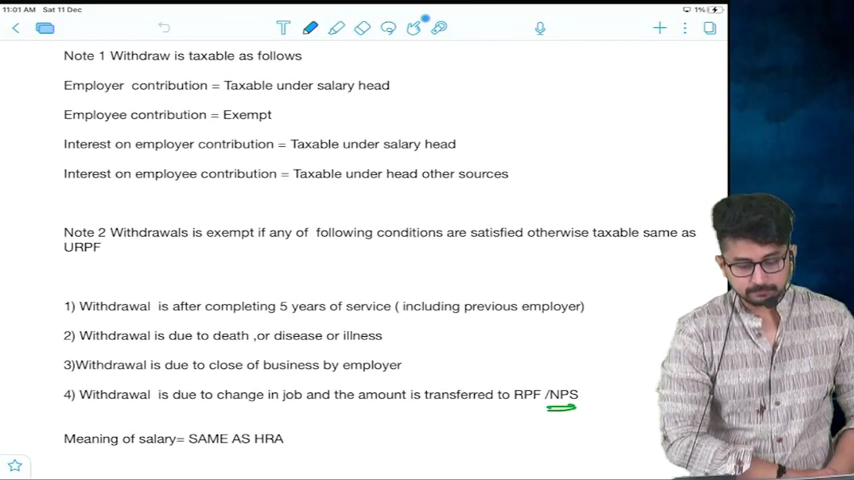 11:01 AM Sat 11 Dec
1%
T
Note 1 Withdraw is taxable as follows
Employer contribution = Taxable under salary head
Employee contribution = Exempt
Interest on employer contribution = Taxable under salary head
Interest on employee contribution = Taxable under head other sources
Note 2 Withdrawals is exempt if any of following conditions are satisfied otherwise taxable same as
URPF
1) Withdrawal is after completing 5 years of service ( including previous employer)
2) Withdrawal is due to death ,or disease or illness
3)Withdrawal is due to close of business by employer
4) Withdrawal is due to change in job and the amount is transferred to RPF /NPS
Meaning of salary= SAME AS HRA